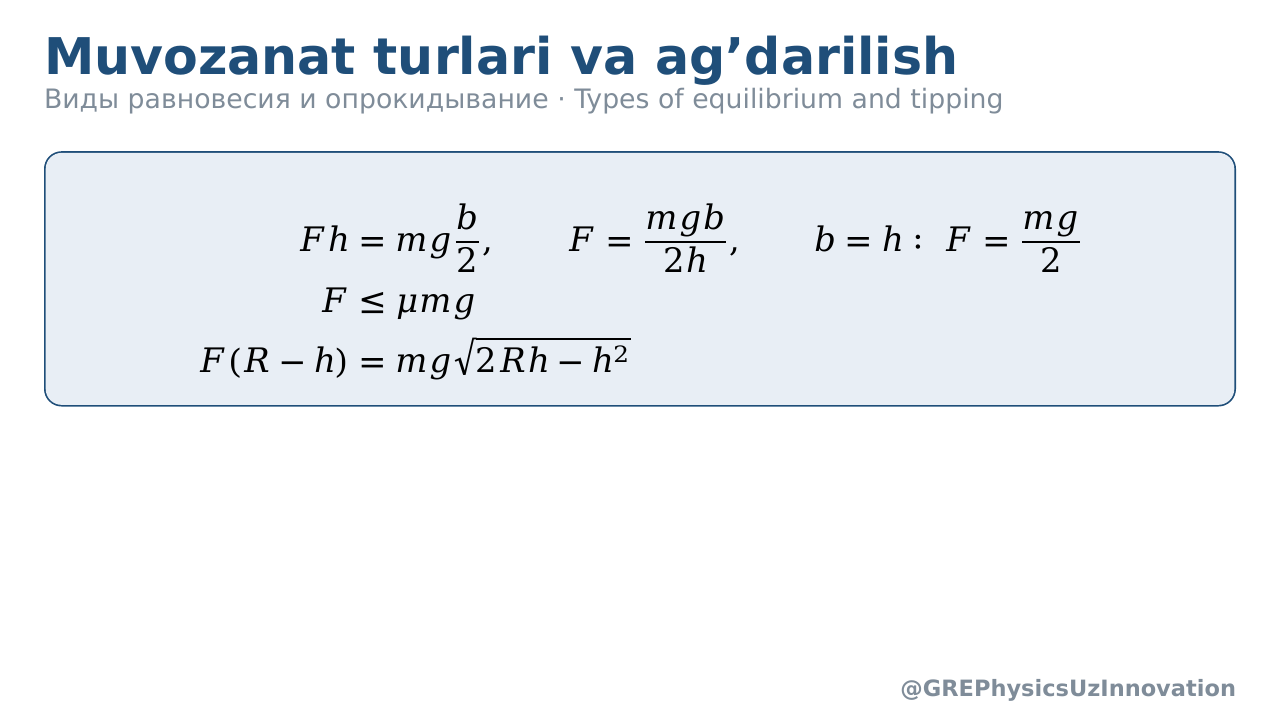 Muvozanat turlari va ag’darilish
Виды равновесия и опрокидывание · Types of equilibrium and tipping
Fh = mg b/2, F = mgb/2h, b = h : F = mg/2
F ≤ μmg
F(R − h) = mg√(2Rh − h²)
@GREPhysicsUzInnovation